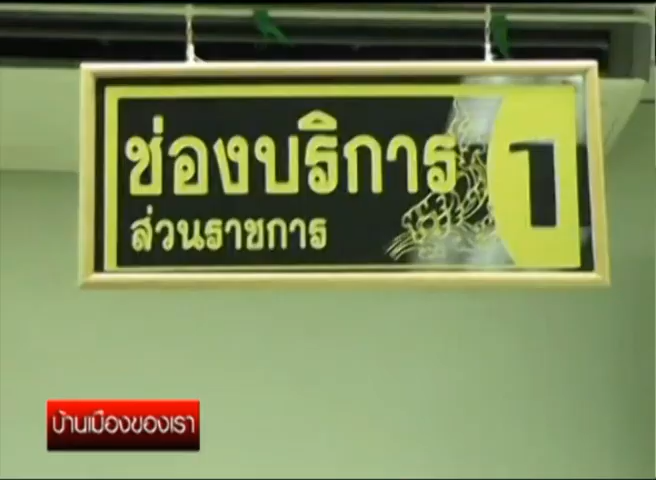 ช่องบริการ 1
ส่วนราชการ
บ้านเมืองของเรา